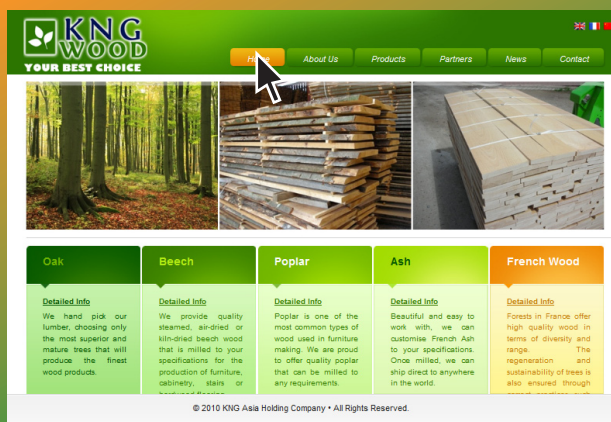 KNG
WOOD
YOUR BEST CHOICE
About Us
Products
Partners
News
Contact
Oak
Beech
Poplar
Ash
French Wood
Detailed Info
We hand pick our
lumber, choosing only
the most superior and
mature trees that will
produce the finest
wood products.
Detailed Info
We provide quality
steamed, air-dried or
kiln-dried beech wood
that is milled to your
specifications for the
production of furniture,
cabinetry, stairs or
Detailed Info
Poplar is one of the
most common types of
wood used in furniture
making. We are proud
to offer quality poplar
that can be milled to
any requirements.
Detailed Info
Beautiful and easy to
work with, we can
customise French Ash
to your specifications.
Once milled, we can
ship direct to anywhere
in the world.
Detailed Info
Forests in France offer
high quality wood in
terms of diversity and
range. The
regeneration and
sustainability of trees is
also ensured through
© 2010 KNG Asia Holding Company • All Rights Reserved.